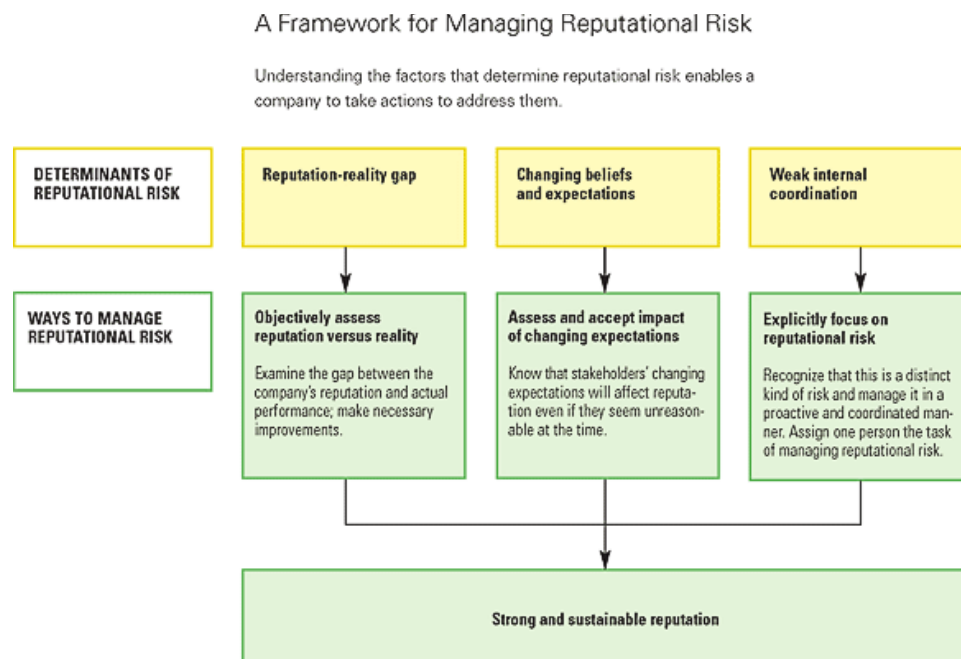 A Framework for Managing Reputational Risk
Understanding the factors that determine reputational risk enables a
company to take actions to address them.
DETERMINANTS OF
REPUTATIONAL RISK
Reputation-reality gap
Changing beliefs
and expectations
Weak internal
coordination
WAYS TO MANAGE
REPUTATIONAL RISK
Objectively assess
reputation versus reality
Examine the gap between the
company's reputation and actual
performance; make necessary
improvements.
Assess and accept impact
of changing expectations
Know that stakeholders' changing
expectations will affect reputa-
tion even if they seem unreason-
able at the time.
Explicitly focus on
reputational risk
Recognize that this is a distinct
kind of risk and manage it in a
proactive and coordinated man-
ner. Assign one person the task
of managing reputational risk.
Strong and sustainable reputation